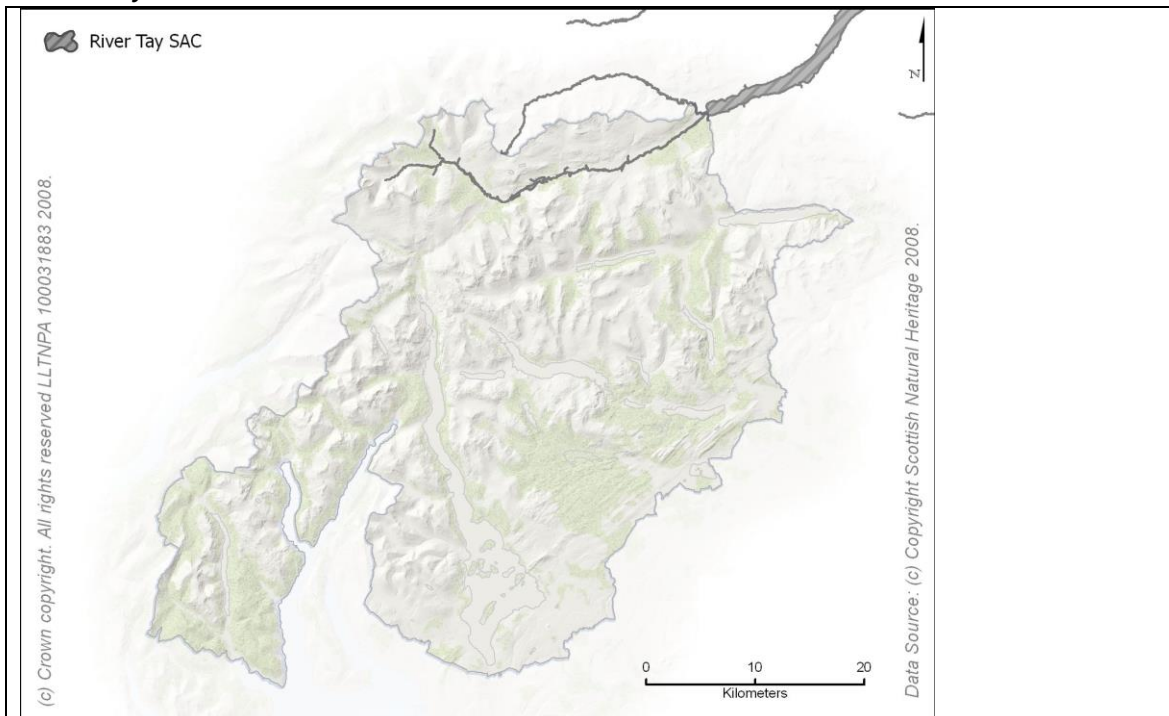 River Tay SAC
N
(c) Crown copyright. All rights reserved LLTNPA 100031883 2008.
Data Source: (c) Copyright Scottish Natural Heritage 2008.
0 10 20
Kilometers